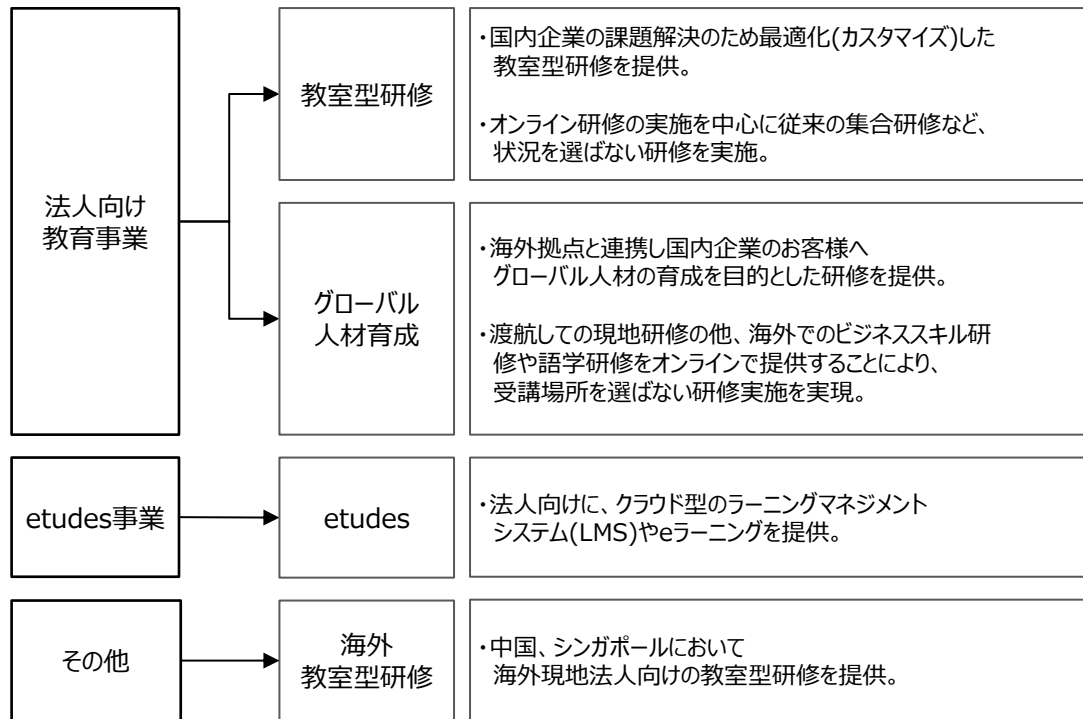 法人向け
教育事業
教室型研修
・国内企業の課題解決のため最適化(カスタマイズ)した
教室型研修を提供。
・オンライン研修の実施を中心に従来の集合研修など、
状況を選ばない研修を実施。
グローバル
人材育成
・海外拠点と連携し国内企業のお客様へ
グローバル人材の育成を目的とした研修を提供。
・渡航しての現地研修の他、海外でのビジネススキル研
修や語学研修をオンラインで提供することにより、
受講場所を選ばない研修実施を実現。
etudes事業
etudes
・法人向けに、クラウド型のラーニングマネジメント
システム(LMS)やeラーニングを提供。
その他
海外
教室型研修
・中国、シンガポールにおいて
海外現地法人向けの教室型研修を提供。